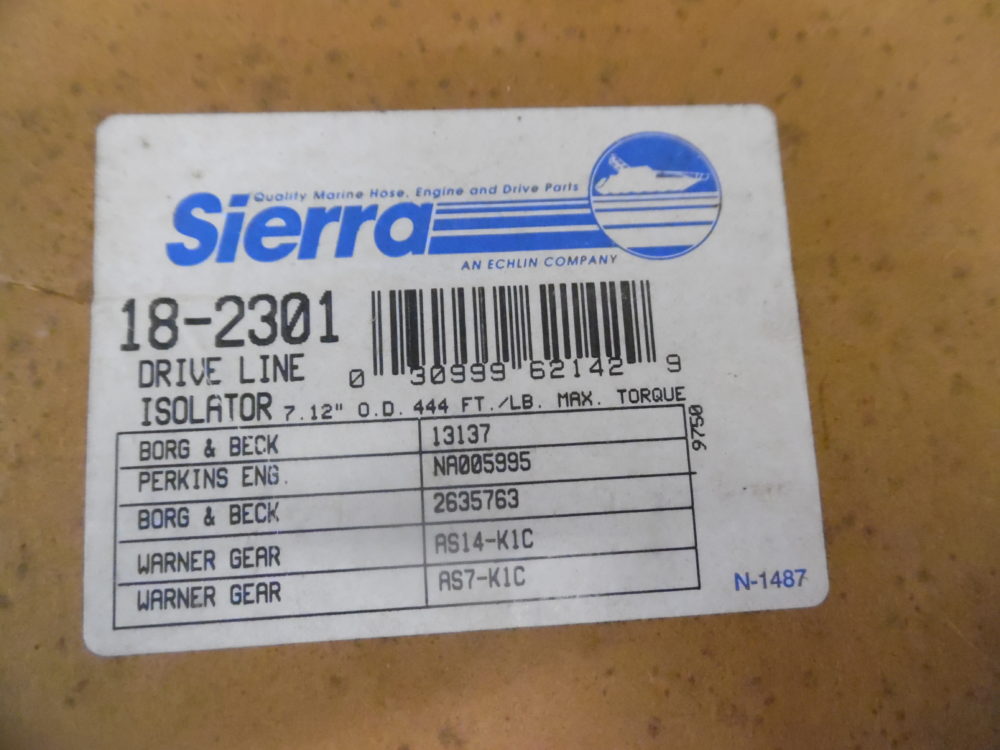 Quality Marine Hose, Engine and Drive Parts
Sierra
AN ECHLIN COMPANY
18-2301
DRIVE LINE
0 30999 62142 9
ISOLATOR 7.12" O.D. 444 FT./LB. MAX. TORQUE
9750
BORG & BECK 13137
PERKINS ENG. NA005995
BORG & BECK 2635763
WARNER GEAR AS14-K1C
WARNER GEAR AS7-K1C
N-1487